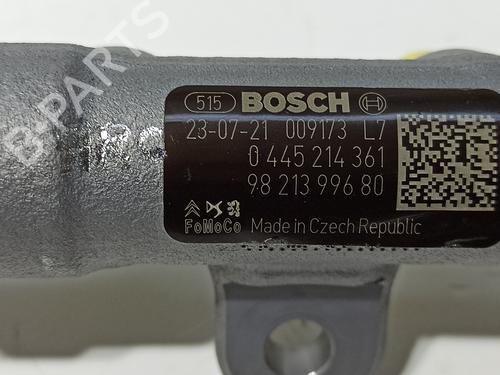 B-PARTS
515 BOSCH
23-07-21 009173 L7
0 445 214 361
98 213 996 80
FoMoCo Made in Czech Republic